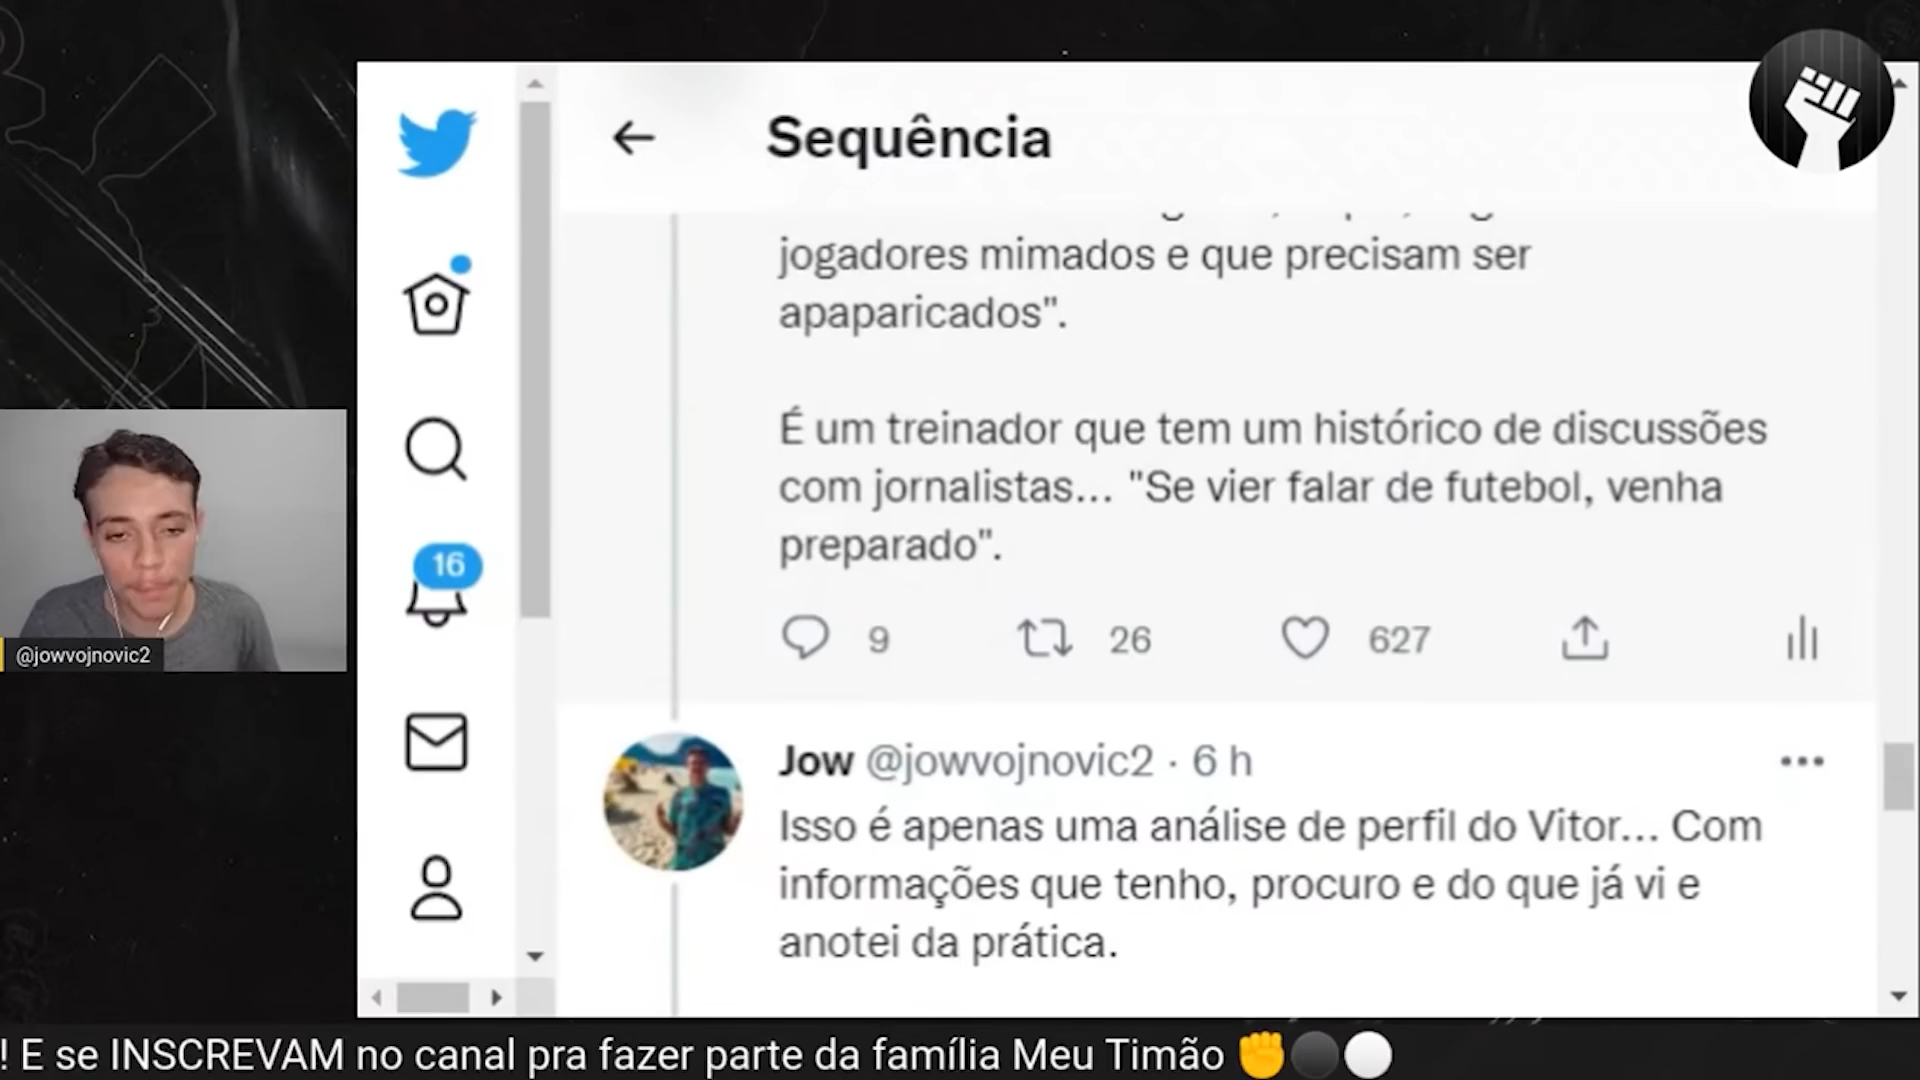 Sequência
jogadores mimados e que precisam ser
apaparicados".
É um treinador que tem um histórico de discussões
com jornalistas... "Se vier falar de futebol, venha
preparado".
16
9 26 627
@jowvojnovic2
Jow @jowvojnovic2 · 6 h
Isso é apenas uma análise de perfil do Vitor... Com
informações que tenho, procuro e do que já vi e
anotei da prática.
! E se INSCREVAM no canal pra fazer parte da família Meu Timão ✊⚫⚪